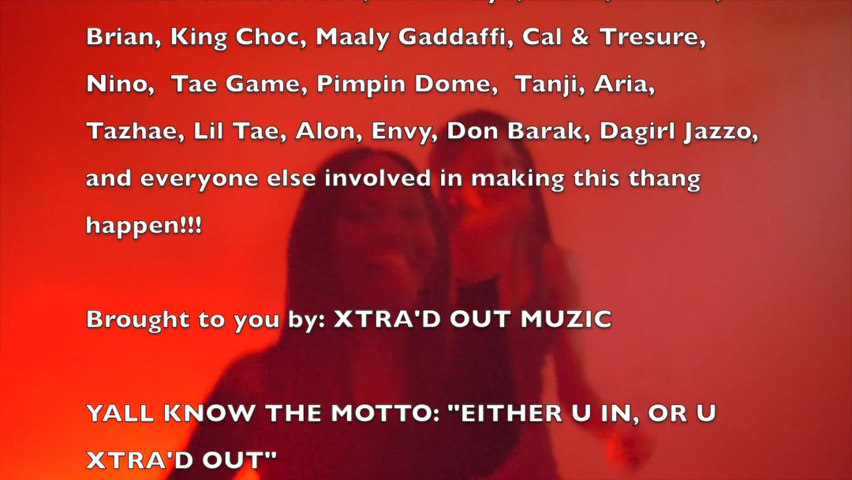 Brian, King Choc, Maaly Gaddaffi, Cal & Tresure,
Nino, Tae Game, Pimpin Dome, Tanji, Aria,
Tazhae, Lil Tae, Alon, Envy, Don Barak, Dagirl Jazzo,
and everyone else involved in making this thang
happen!!!
Brought to you by: XTRA'D OUT MUZIC
YALL KNOW THE MOTTO: "EITHER U IN, OR U
XTRA'D OUT"